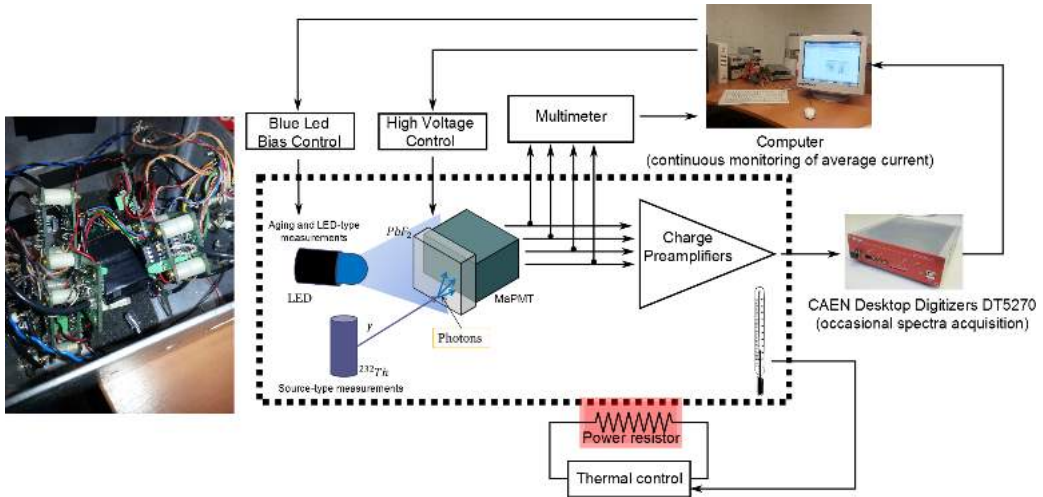 Blue Led
Bias Control
High Voltage
Control
Multimeter
Computer
(continuous monitoring of average current)
Aging and LED-type
measurements
PbF₂
LED
MaPMT
Charge
Preamplifiers
CAEN Desktop Digitizers DT5270
(occasional spectra acquisition)
γ
Photons
²³²Th
Source-type measurements
Power resistor
Thermal control